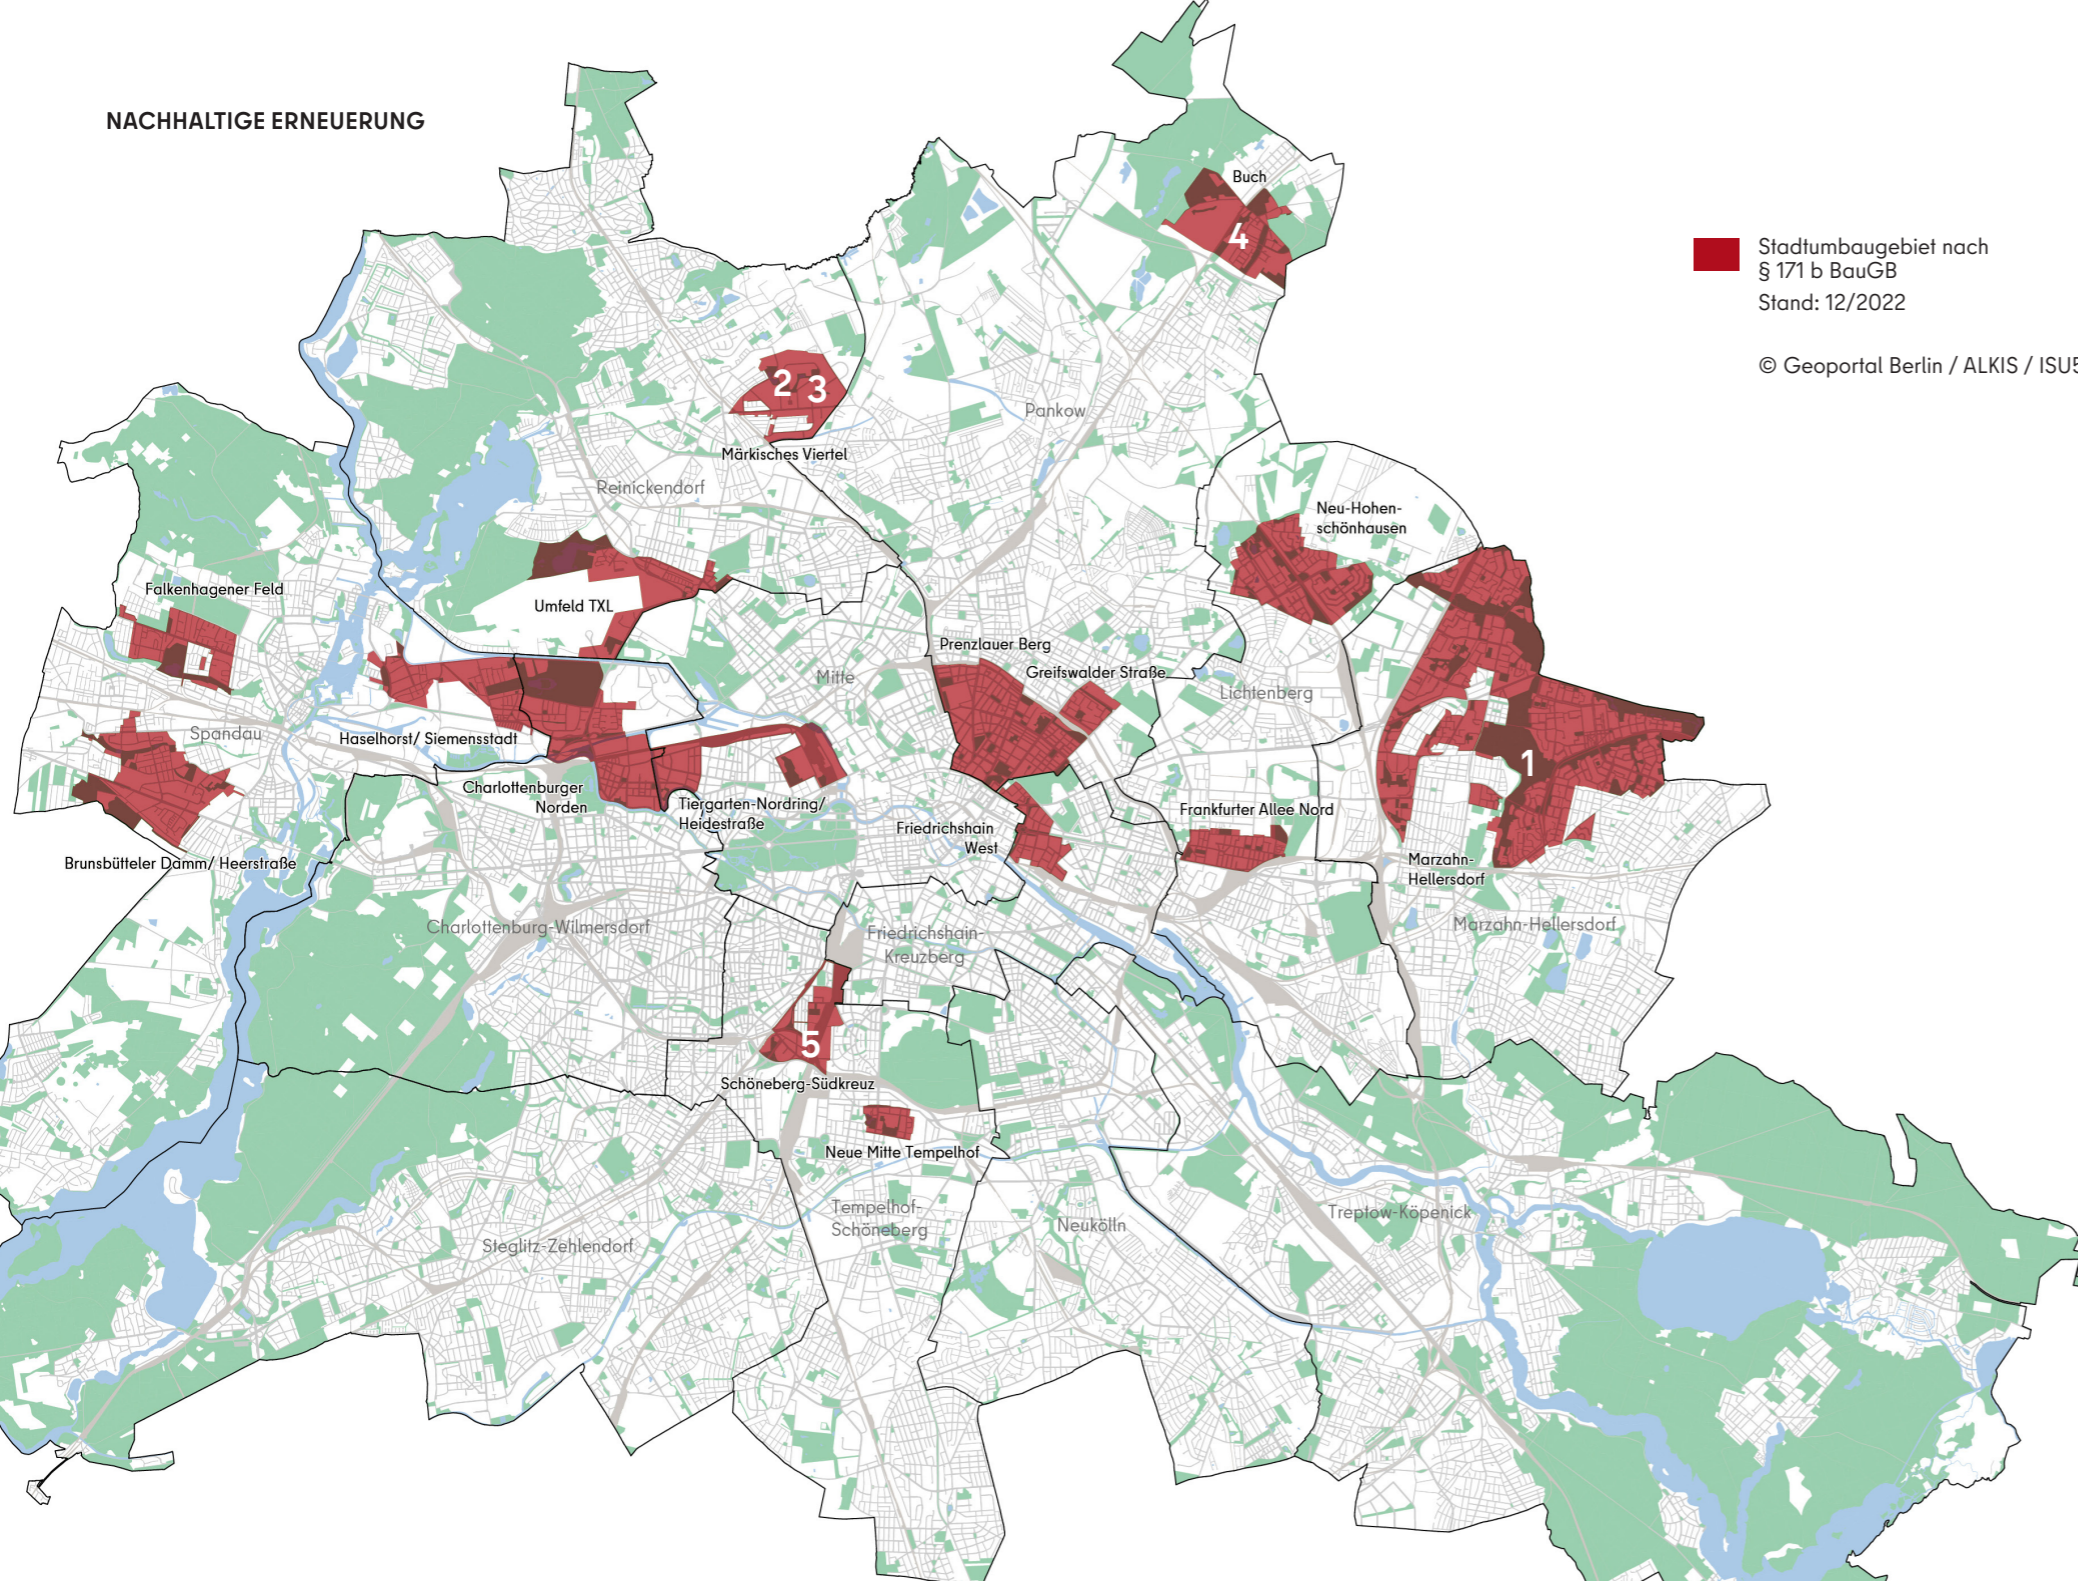 NACHHALTIGE ERNEUERUNG
Stadtumbaugebiet nach
§ 171 b BauGB
Stand: 12/2022
© Geoportal Berlin / ALKIS / ISU5
Buch
4
2 3
Märkisches Viertel
Pankow
Reinickendorf
Neu-Hohen-
schönhausen
Falkenhagener Feld
Umfeld TXL
Prenzlauer Berg
Greifswalder Straße
Mitte
Lichtenberg
Spandau
Haselhorst/ Siemensstadt
1
Charlottenburger
Norden
Tiergarten-Nordring/
Heidestraße
Frankfurter Allee Nord
Friedrichshain
West
Brunsbütteler Damm/ Heerstraße
Marzahn-
Hellersdorf
Charlottenburg-Wilmersdorf
Marzahn-Hellersdorf
Friedrichshain-
Kreuzberg
5
Schöneberg-Südkreuz
Neue Mitte Tempelhof
Tempelhof-
Schöneberg
Neukölln
Treptow-Köpenick
Steglitz-Zehlendorf